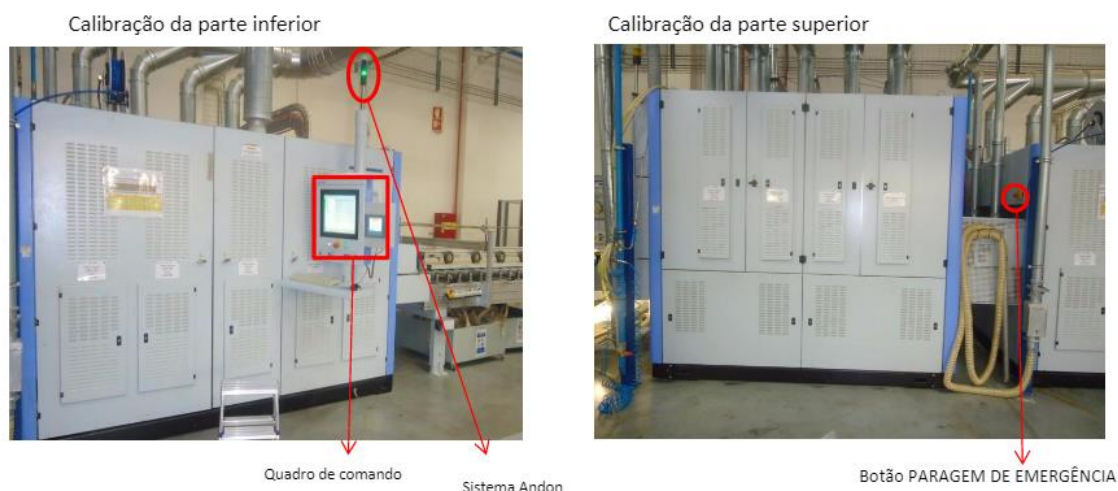 Calibração da parte inferior
Calibração da parte superior
Quadro de comando
Sistema Andon
Botão PARAGEM DE EMERGÊNCIA